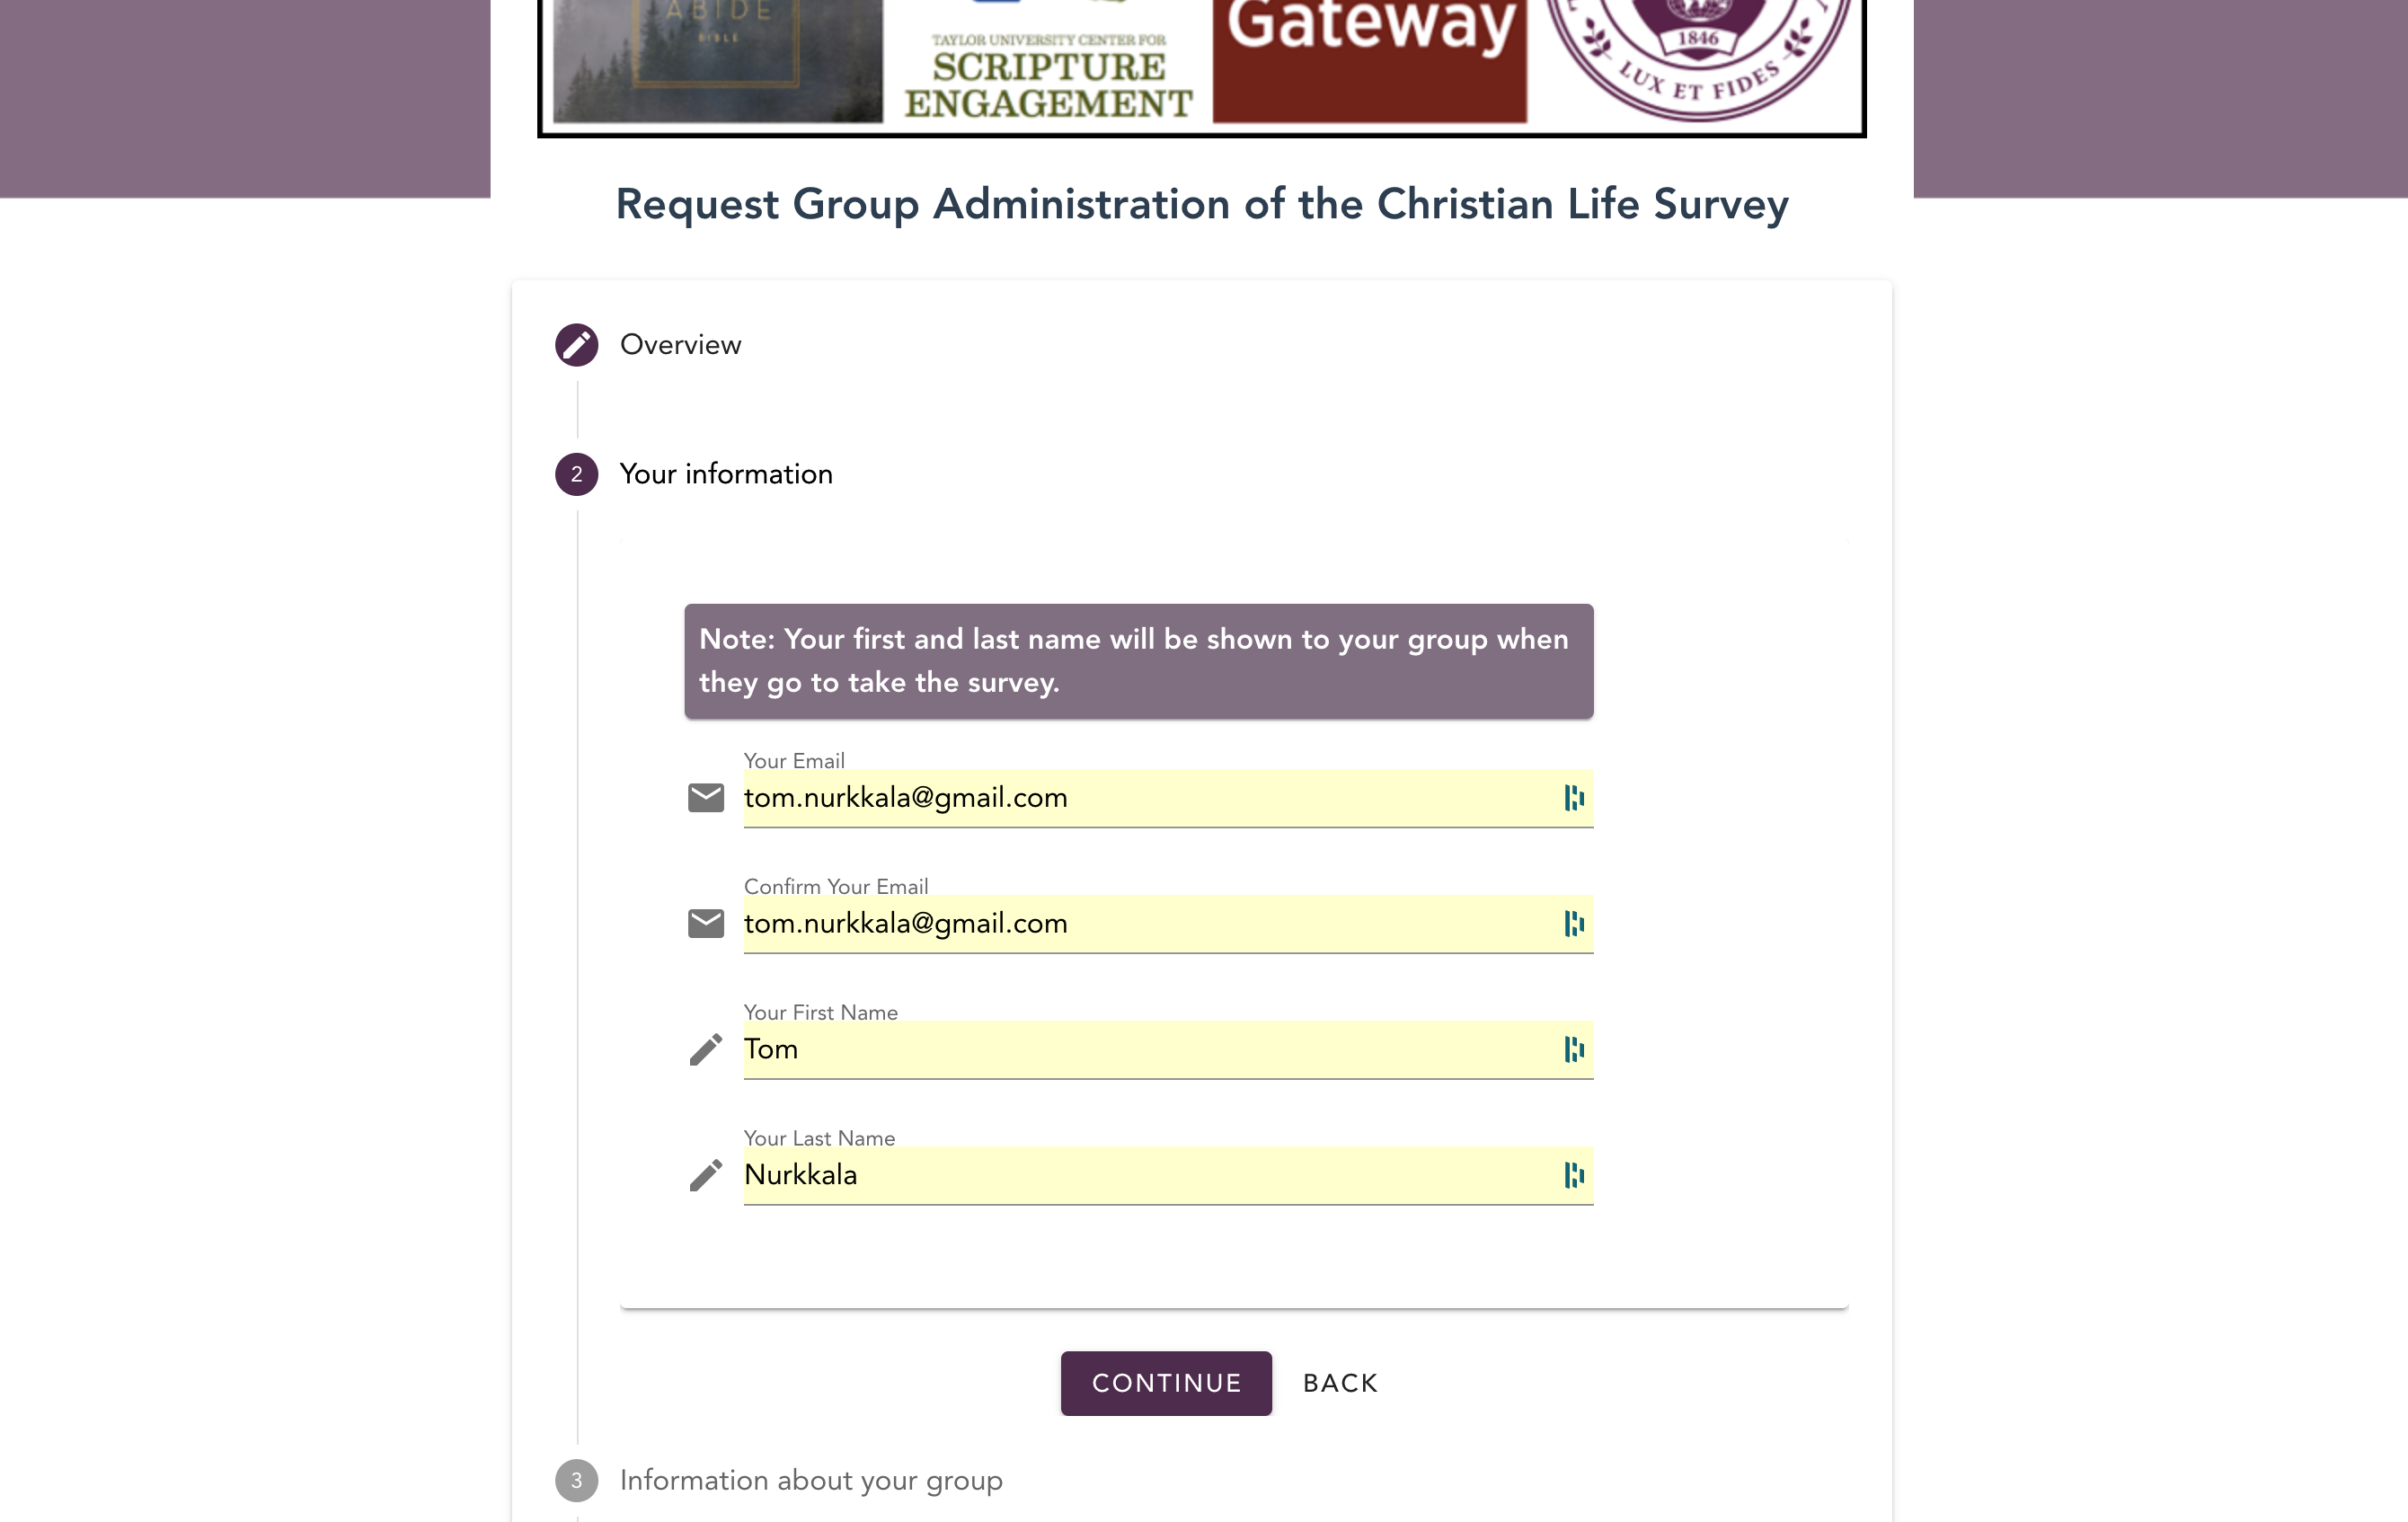 ABIDE
BIBLE
TAYLOR UNIVERSITY CENTER FOR
SCRIPTURE
ENGAGEMENT
Gateway
1846
LUX ET FIDES
Request Group Administration of the Christian Life Survey
Overview
2 Your information
Note: Your first and last name will be shown to your group when
they go to take the survey.
Your Email
tom.nurkkala@gmail.com
Confirm Your Email
tom.nurkkala@gmail.com
Your First Name
Tom
Your Last Name
Nurkkala
CONTINUE BACK
3 Information about your group